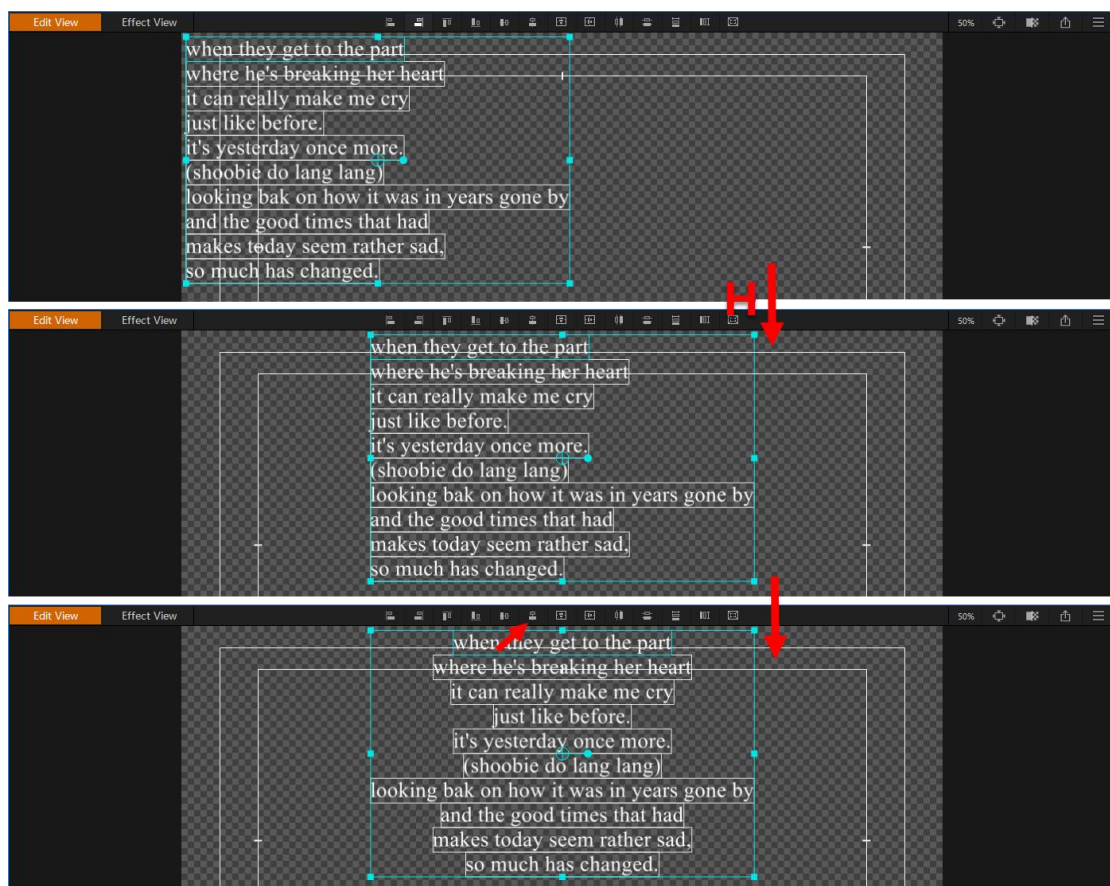 Edit View Effect View 50%
when they get to the part
where he's breaking her heart
it can really make me cry
just like before.
it's yesterday once more.
(shoobie do lang lang)
looking bak on how it was in years gone by
and the good times that had
makes today seem rather sad,
so much has changed.
H
Edit View Effect View 50%
when they get to the part
where he's breaking her heart
it can really make me cry
just like before.
it's yesterday once more.
(shoobie do lang lang)
looking bak on how it was in years gone by
and the good times that had
makes today seem rather sad,
so much has changed.
Edit View Effect View 50%
when they get to the part
where he's breaking her heart
it can really make me cry
just like before.
it's yesterday once more.
(shoobie do lang lang)
looking bak on how it was in years gone by
and the good times that had
makes today seem rather sad,
so much has changed.